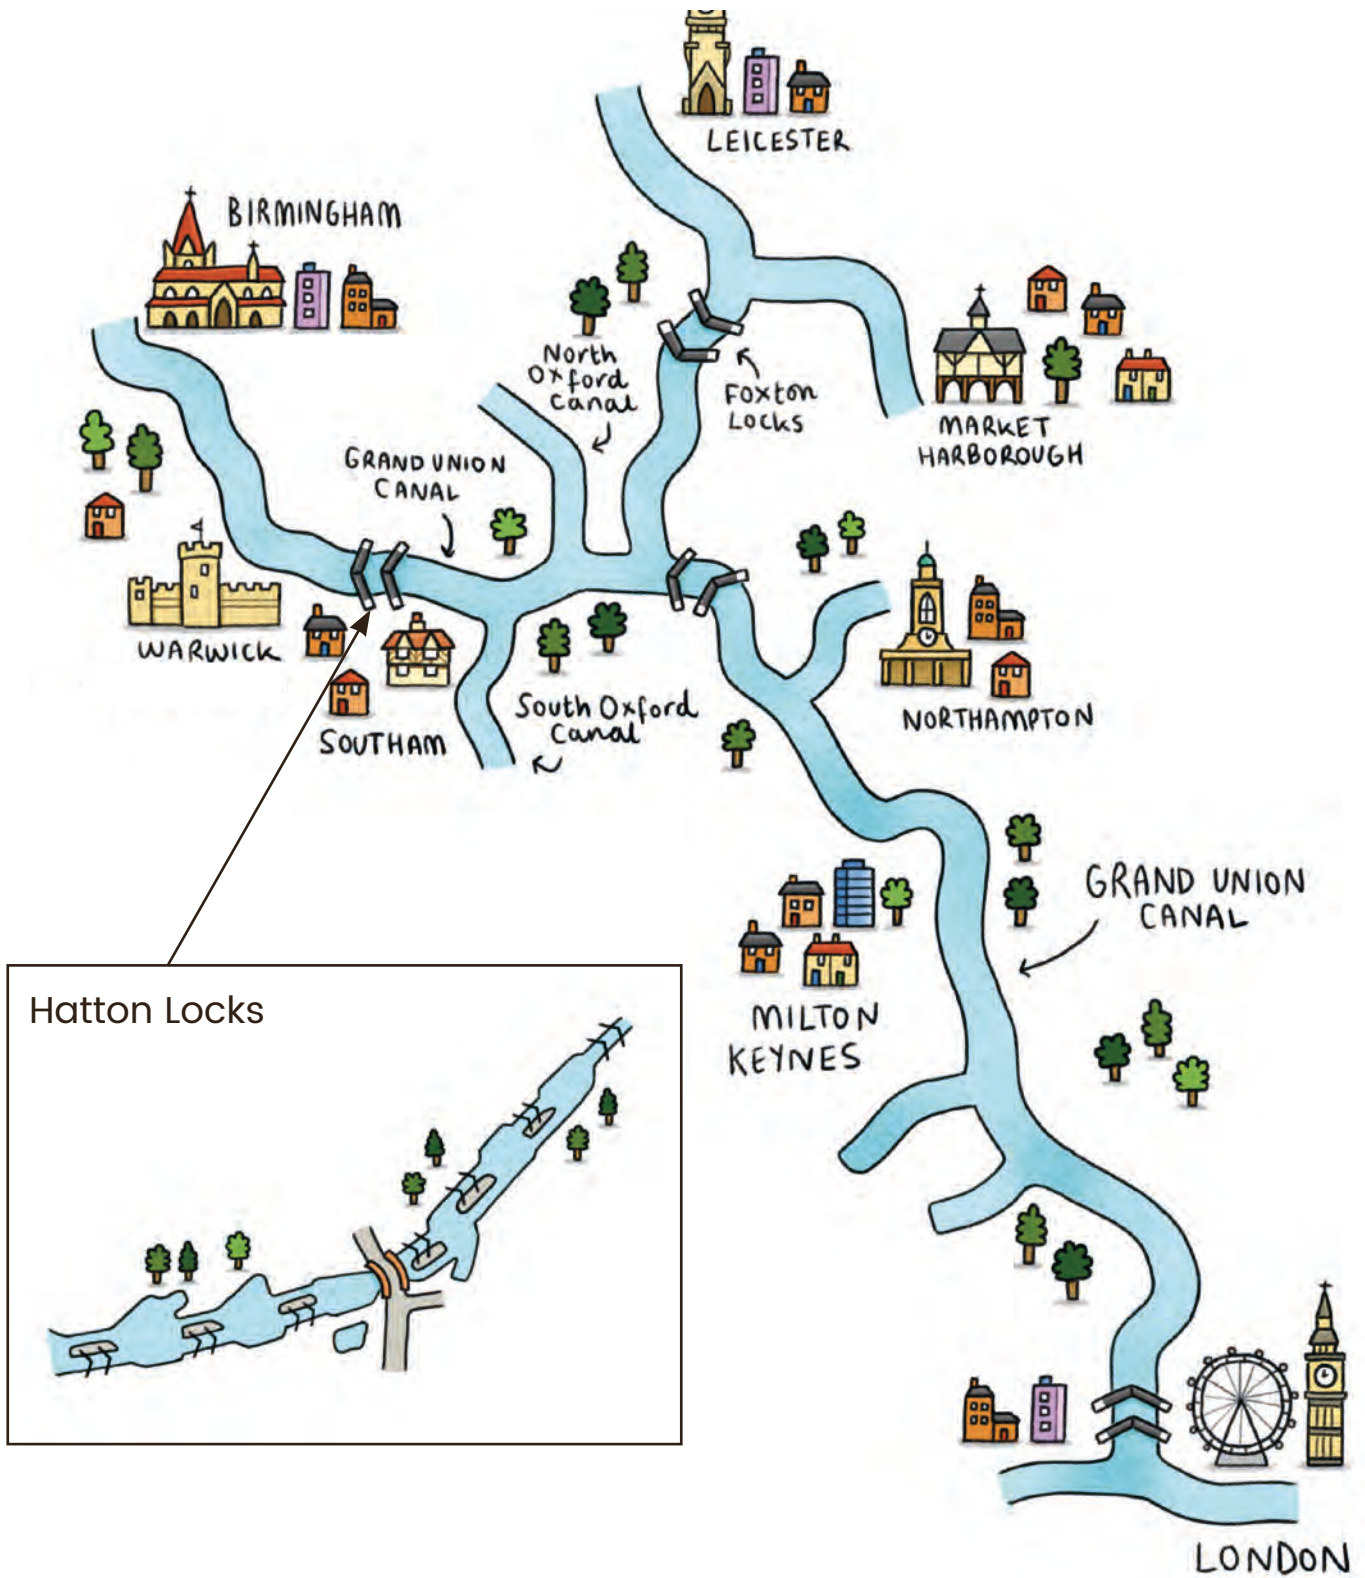 LEICESTER
BIRMINGHAM
North
Oxford
Canal
Foxton
Locks
MARKET
HARBOROUGH
GRAND UNION
CANAL
WARWICK
SOUTHAM
South Oxford
Canal
NORTHAMPTON
GRAND UNION
CANAL
MILTON
KEYNES
Hatton Locks
LONDON